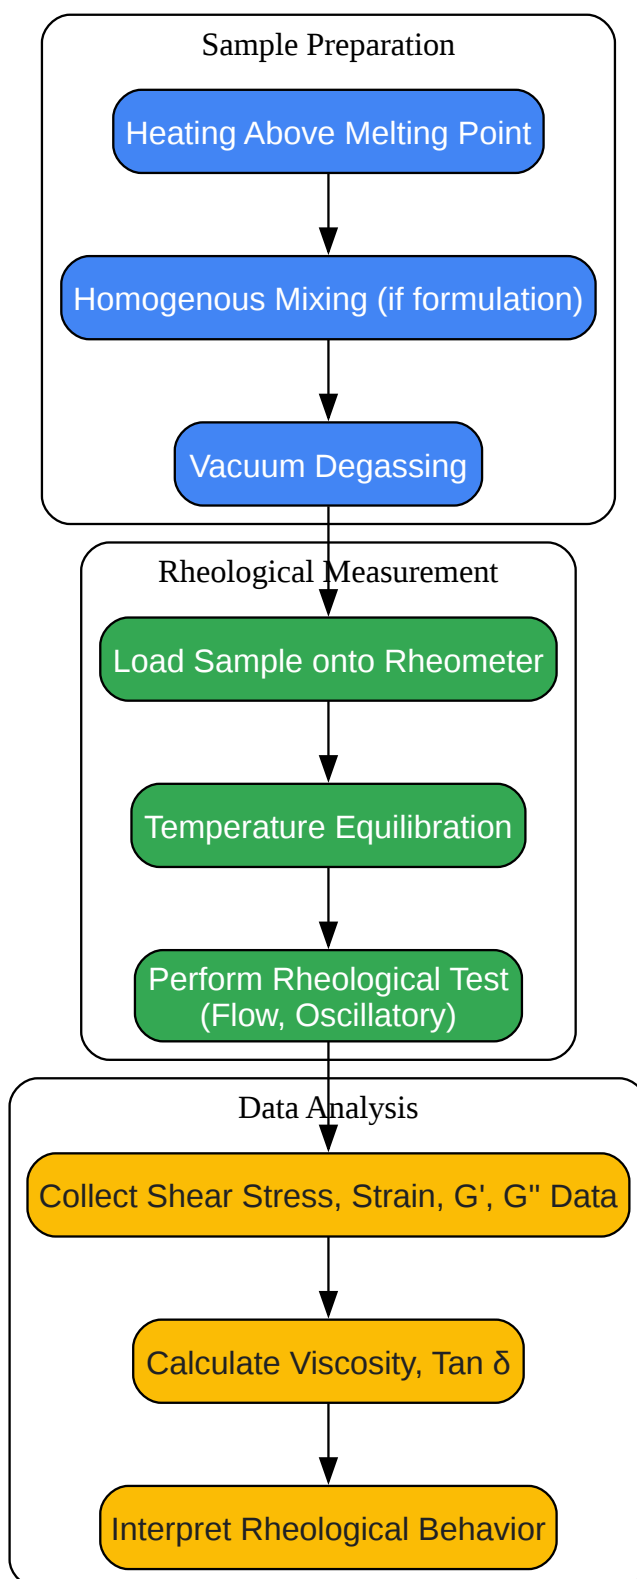 Sample Preparation
Heating Above Melting Point
Homogenous Mixing (if formulation)
Vacuum Degassing
Rheological Measurement
Load Sample onto Rheometer
Temperature Equilibration
Perform Rheological Test
(Flow, Oscillatory)
Data Analysis
Collect Shear Stress, Strain, G', G" Data
Calculate Viscosity, Tan δ
Interpret Rheological Behavior